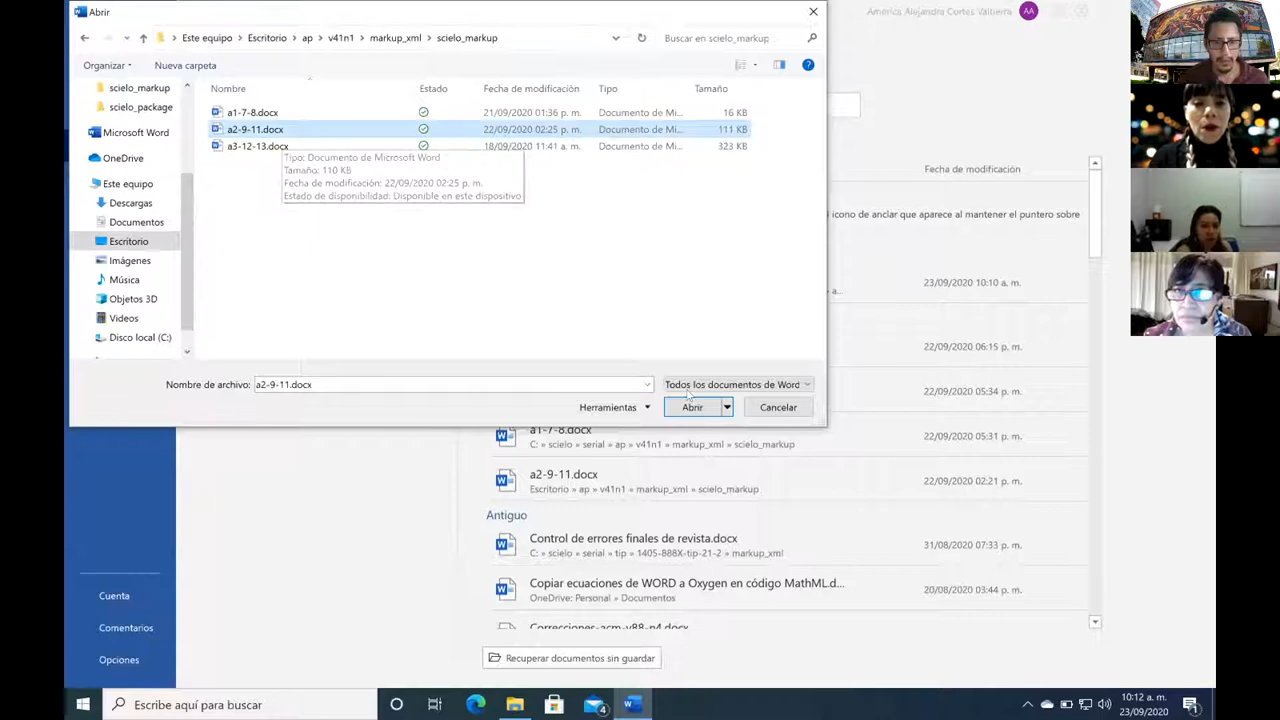 Abrir
América Alejandra Cortes Valtierra AA
Este equipo > Escritorio > ap > v41n1 > markup_xml > scielo_markup
Buscar en scielo_markup
Organizar
Nueva carpeta
scielo_markup
scielo_package
Microsoft Word
OneDrive
Este equipo
Descargas
Documentos
Escritorio
Imágenes
Música
Objetos 3D
Videos
Disco local (C:)
Nombre Estado Fecha de modificación Tipo Tamaño
a1-7-8.docx 21/09/2020 01:36 p. m. Documento de Mi... 16 KB
a2-9-11.docx 22/09/2020 02:25 p. m. Documento de Mi... 111 KB
a3-12-13.docx 18/09/2020 11:41 a. m. Documento de Mi... 323 KB
Tipo: Documento de Microsoft Word
Tamaño: 110 KB
Fecha de modificación: 22/09/2020 02:25 p. m.
Estado de disponibilidad: Disponible en este dispositivo
Nombre de archivo: a2-9-11.docx
Todos los documentos de Word
Herramientas
Abrir
Cancelar
Fecha de modificación
icono de anclar que aparece al mantener el puntero sobre
a...
23/09/2020 10:10 a. m.
22/09/2020 06:15 p. m.
22/09/2020 05:34 p. m.
a1-7-8.docx
C: » scielo » serial » ap » v41n1 » markup_xml » scielo_markup
22/09/2020 05:31 p. m.
a2-9-11.docx
Escritorio » ap » v41n1 » markup_xml » scielo_markup
22/09/2020 02:21 p. m.
Antiguo
Control de errores finales de revista.docx
C: » scielo » serial » tip » 1405-888X-tip-21-2 » markup_xml
31/08/2020 07:33 p. m.
Copiar ecuaciones de WORD a Oxygen en código MathML.d...
OneDrive: Personal » Documentos
20/08/2020 03:44 p. m.
Correcciones-acm-v88-n4.docx
Recuperar documentos sin guardar
Cuenta
Comentarios
Opciones
Escribe aquí para buscar
4
10:12 a. m.
23/09/2020
1